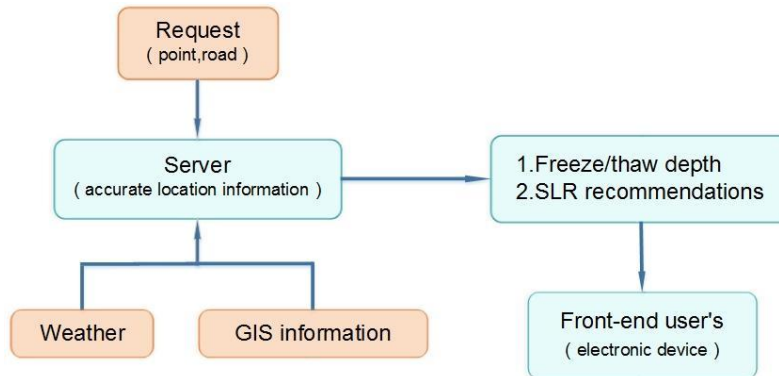 Request
( point,road )
Server
( accurate location information )
1.Freeze/thaw depth
2.SLR recommendations
Weather
GIS information
Front-end user's
( electronic device )